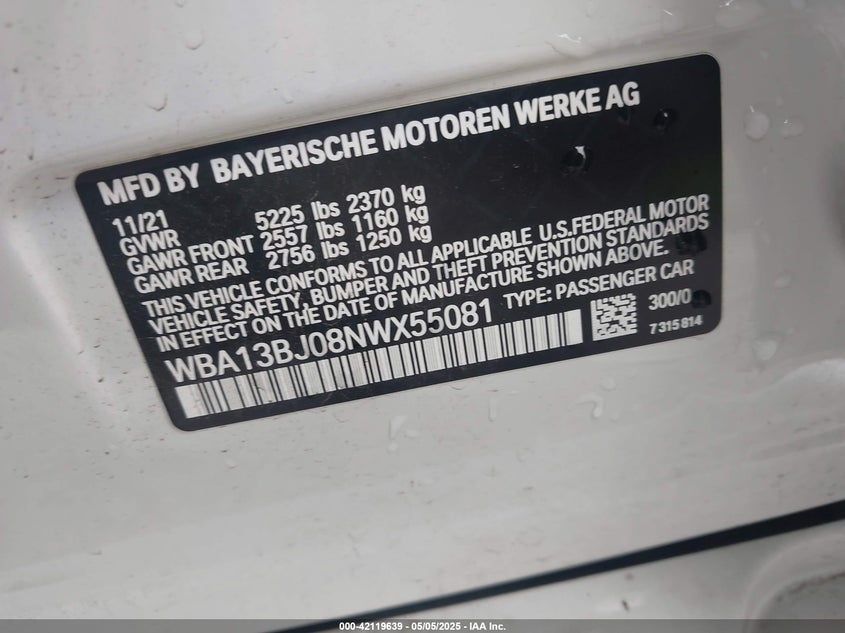 MFD BY BAYERISCHE MOTOREN WERKE AG
11/21
GVWR 5225 lbs 2370 kg
GAWR FRONT 2557 lbs 1160 kg
GAWR REAR 2756 lbs 1250 kg
THIS VEHICLE CONFORMS TO ALL APPLICABLE U.S.FEDERAL MOTOR
VEHICLE SAFETY, BUMPER AND THEFT PREVENTION STANDARDS
IN EFFECT ON THE DATE OF MANUFACTURE SHOWN ABOVE.
WBA13BJ08NWX55081 TYPE: PASSENGER CAR
300/0
7 315 814
000-42119639 - 05/05/2025 - IAA Inc.